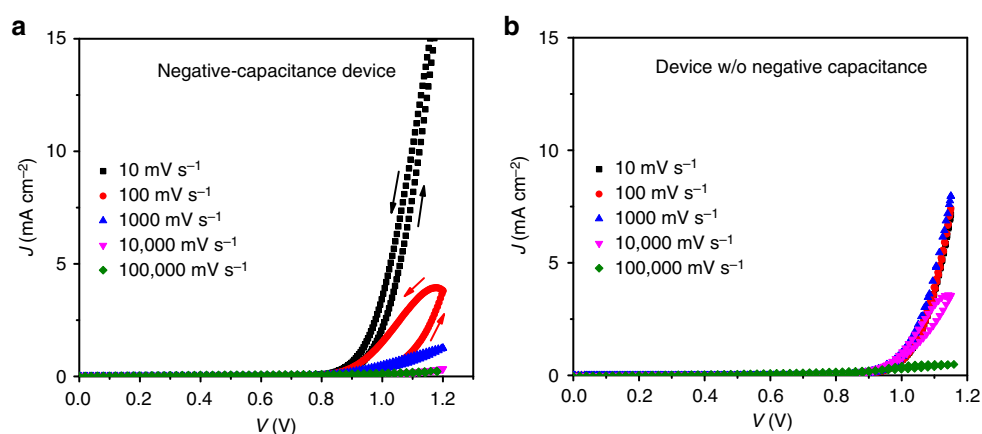 a
15
10
5
0
J (mA cm⁻²)
Negative-capacitance device
10 mV s⁻¹
100 mV s⁻¹
1000 mV s⁻¹
10,000 mV s⁻¹
100,000 mV s⁻¹
0.0 0.2 0.4 0.6 0.8 1.0 1.2
V (V)
b
15
10
5
0
J (mA cm⁻²)
Device w/o negative capacitance
10 mV s⁻¹
100 mV s⁻¹
1000 mV s⁻¹
10,000 mV s⁻¹
100,000 mV s⁻¹
0.0 0.2 0.4 0.6 0.8 1.0 1.2
V (V)